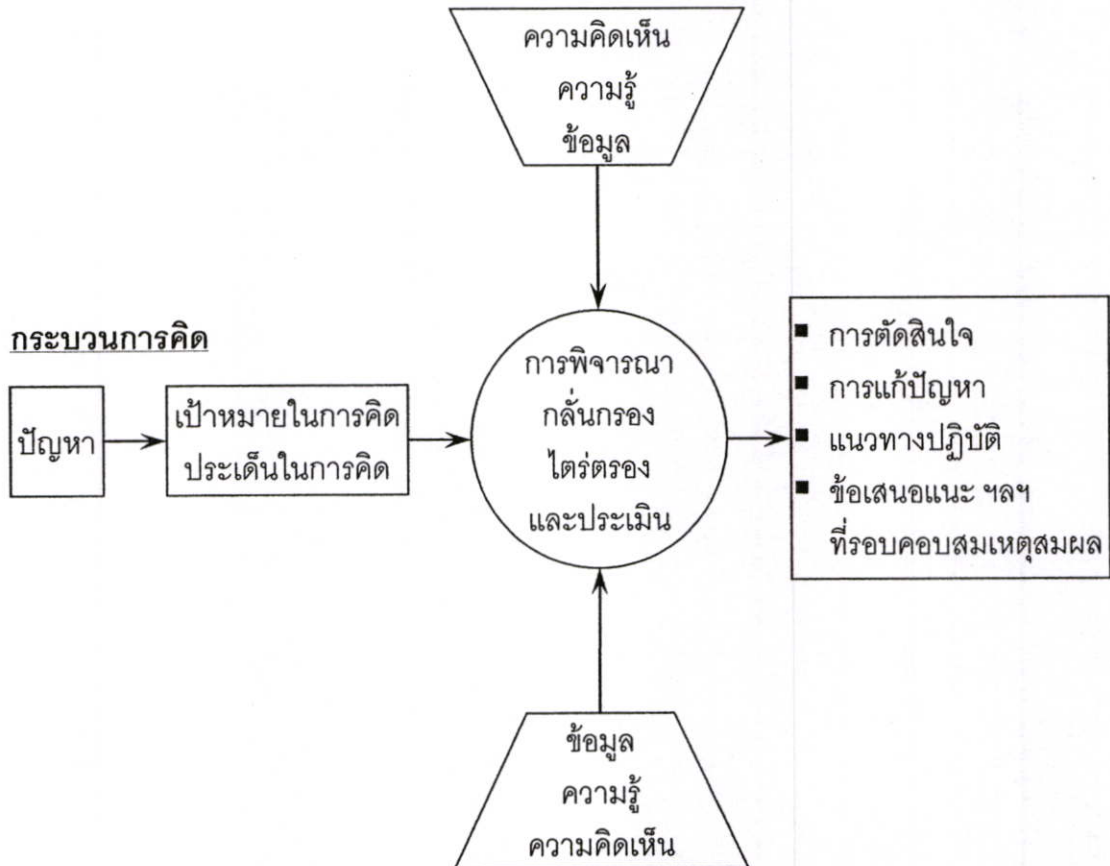 ความคิดเห็น
ความรู้
ข้อมูล
กระบวนการคิด
ปัญหา
เป้าหมายในการคิด
ประเด็นในการคิด
การพิจารณา
กลั่นกรอง
ไตร่ตรอง
และประเมิน
■ การตัดสินใจ
■ การแก้ปัญหา
■ แนวทางปฏิบัติ
■ ข้อเสนอแนะ ฯลฯ
ที่รอบคอบสมเหตุสมผล
ข้อมูล
ความรู้
ความคิดเห็น